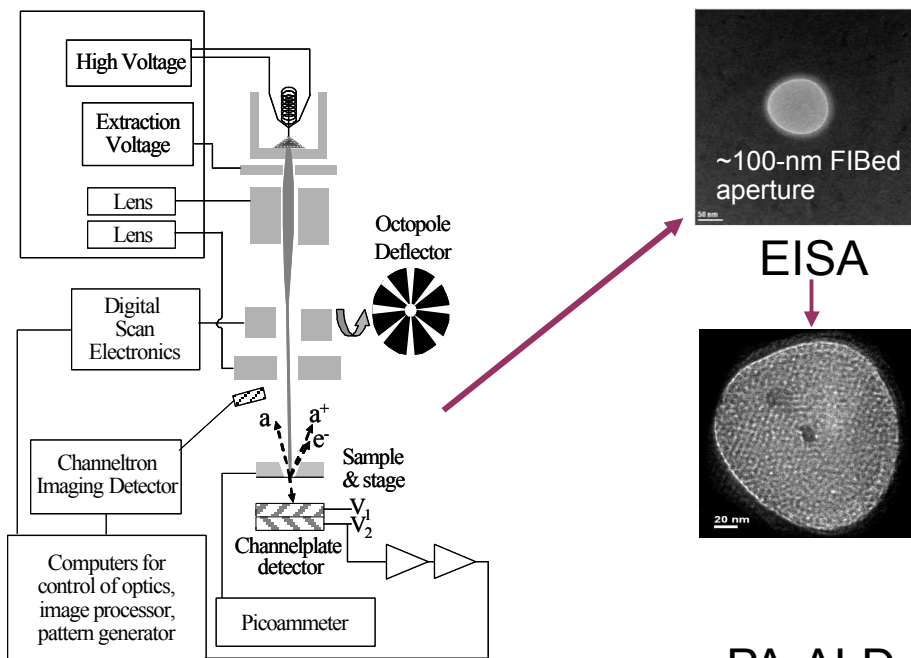 High Voltage
Extraction
Voltage
Lens
Lens
Octopole
Deflector
Digital
Scan
Electronics
a
a+
e-
Channeltron
Imaging Detector
Sample
& stage
V1
V2
Channelplate
detector
Computers for
control of optics,
image processor,
pattern generator
Picoammeter
~100-nm FIBed
aperture
50 nm
EISA
20 nm
PA-ALD